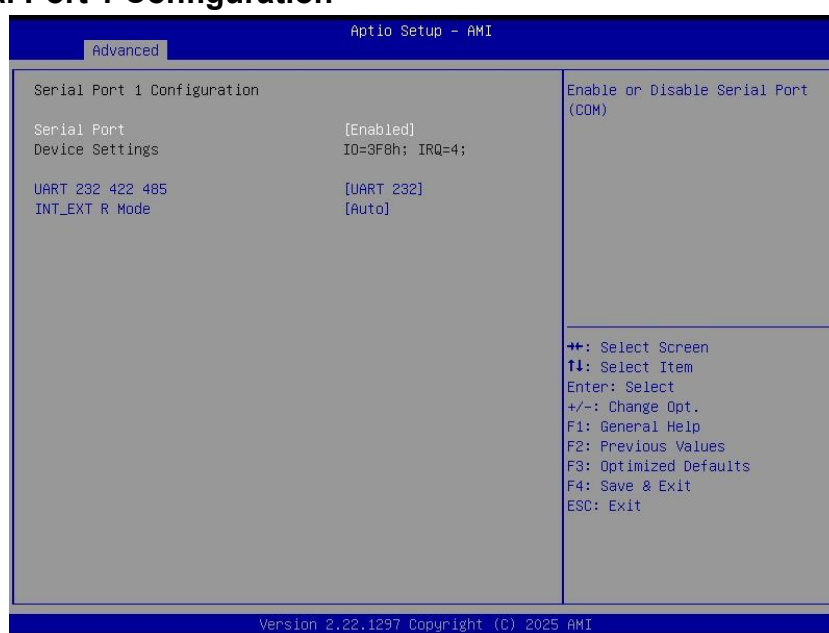 Port 1 Configuration
Aptio Setup - AMI
Advanced
Serial Port 1 Configuration
Serial Port [Enabled]
Device Settings IO=3F8h; IRQ=4;
UART 232 422 485 [UART 232]
INT_EXT R Mode [Auto]
Enable or Disable Serial Port
(COM)
→←: Select Screen
↑↓: Select Item
Enter: Select
+/-: Change Opt.
F1: General Help
F2: Previous Values
F3: Optimized Defaults
F4: Save & Exit
ESC: Exit
Version 2.22.1297 Copyright (C) 2025 AMI